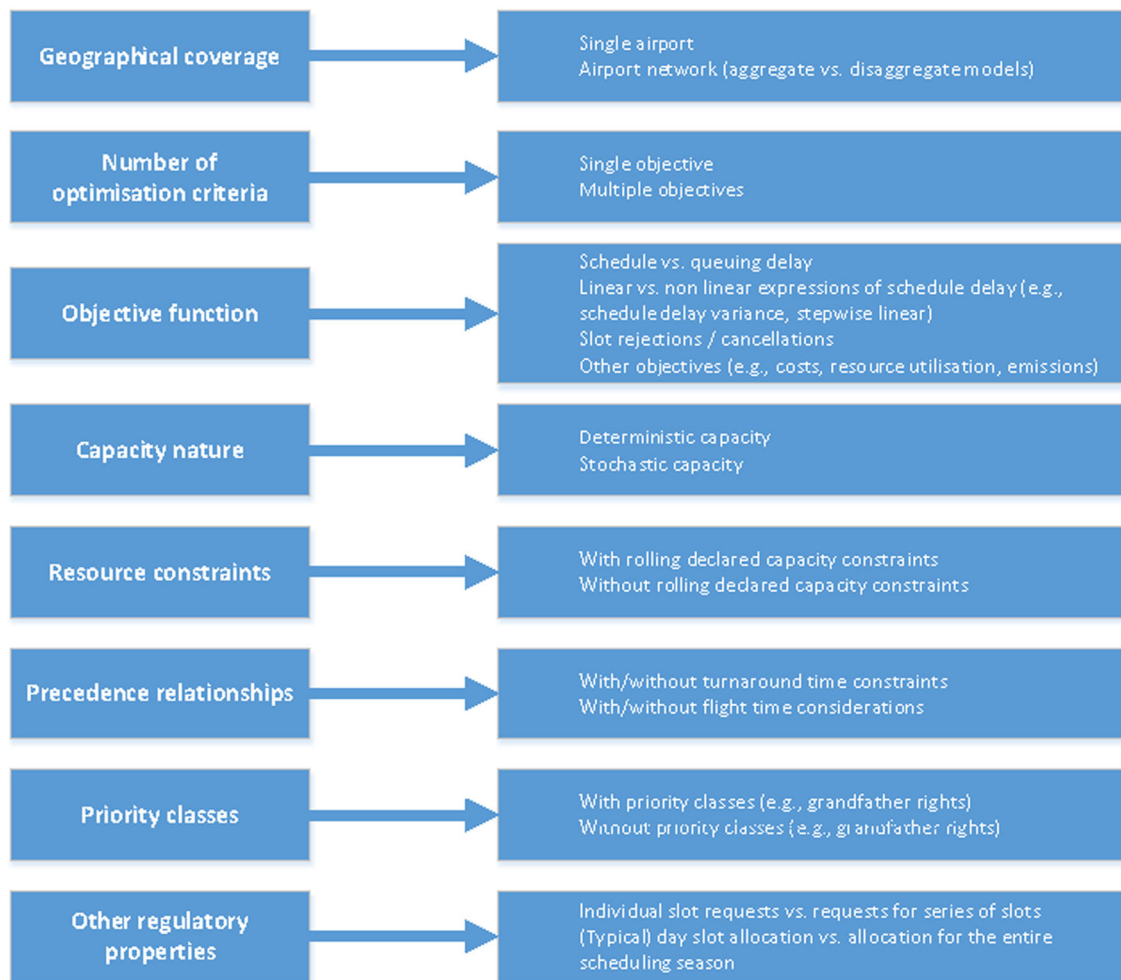 Geographical coverage
Single airport
Airport network (aggregate vs. disaggregate models)
Number of
optimisation criteria
Single objective
Multiple objectives
Objective function
Schedule vs. queuing delay
Linear vs. non linear expressions of schedule delay (e.g.,
schedule delay variance, stepwise linear)
Slot rejections / cancellations
Other objectives (e.g., costs, resource utilisation, emissions)
Capacity nature
Deterministic capacity
Stochastic capacity
Resource constraints
With rolling declared capacity constraints
Without rolling declared capacity constraints
Precedence relationships
With/without turnaround time constraints
With/without flight time considerations
Priority classes
With priority classes (e.g., grandfather rights)
Without priority classes (e.g., grandfather rights)
Other regulatory
properties
Individual slot requests vs. requests for series of slots
(Typical) day slot allocation vs. allocation for the entire
scheduling season